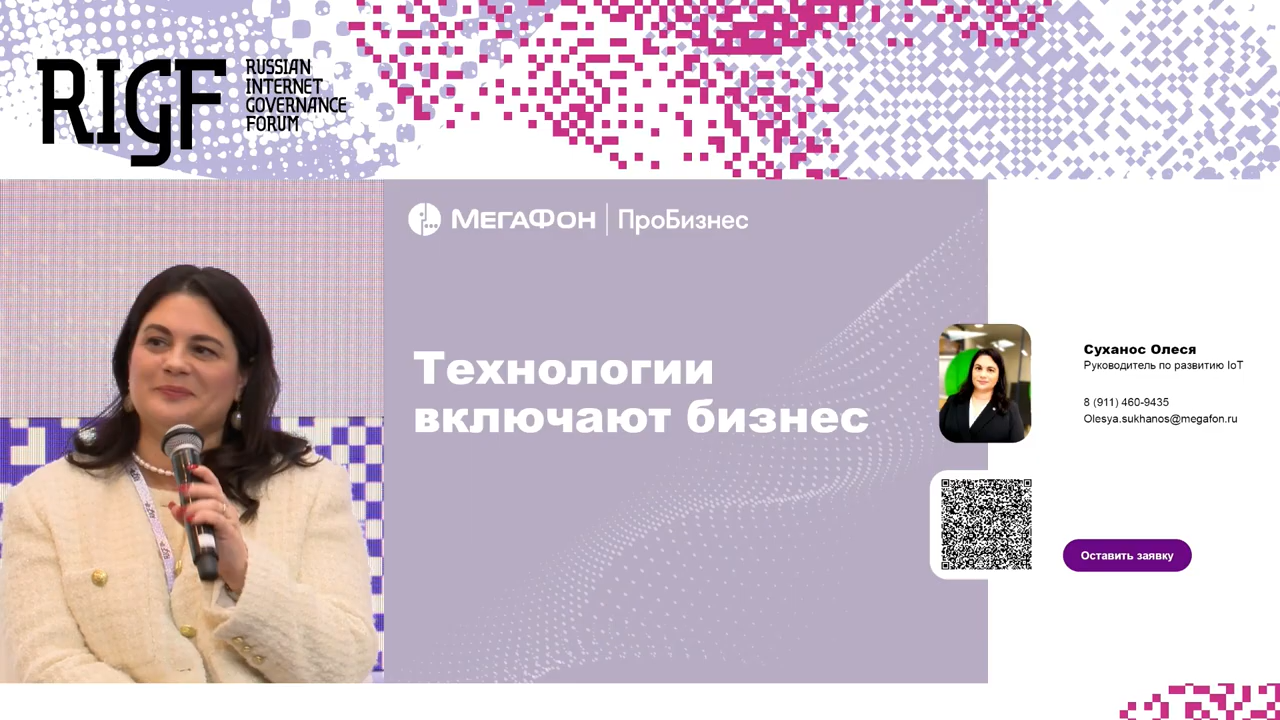 RIGF
RUSSIAN
INTERNET
GOVERNANCE
FORUM
МЕГАФОН | ПроБизнес
Технологии
включают бизнес
Суханос Олеся
Руководитель по развитию IoT
8 (911) 460-9435
Olesya.sukhanos@megafon.ru
Оставить заявку